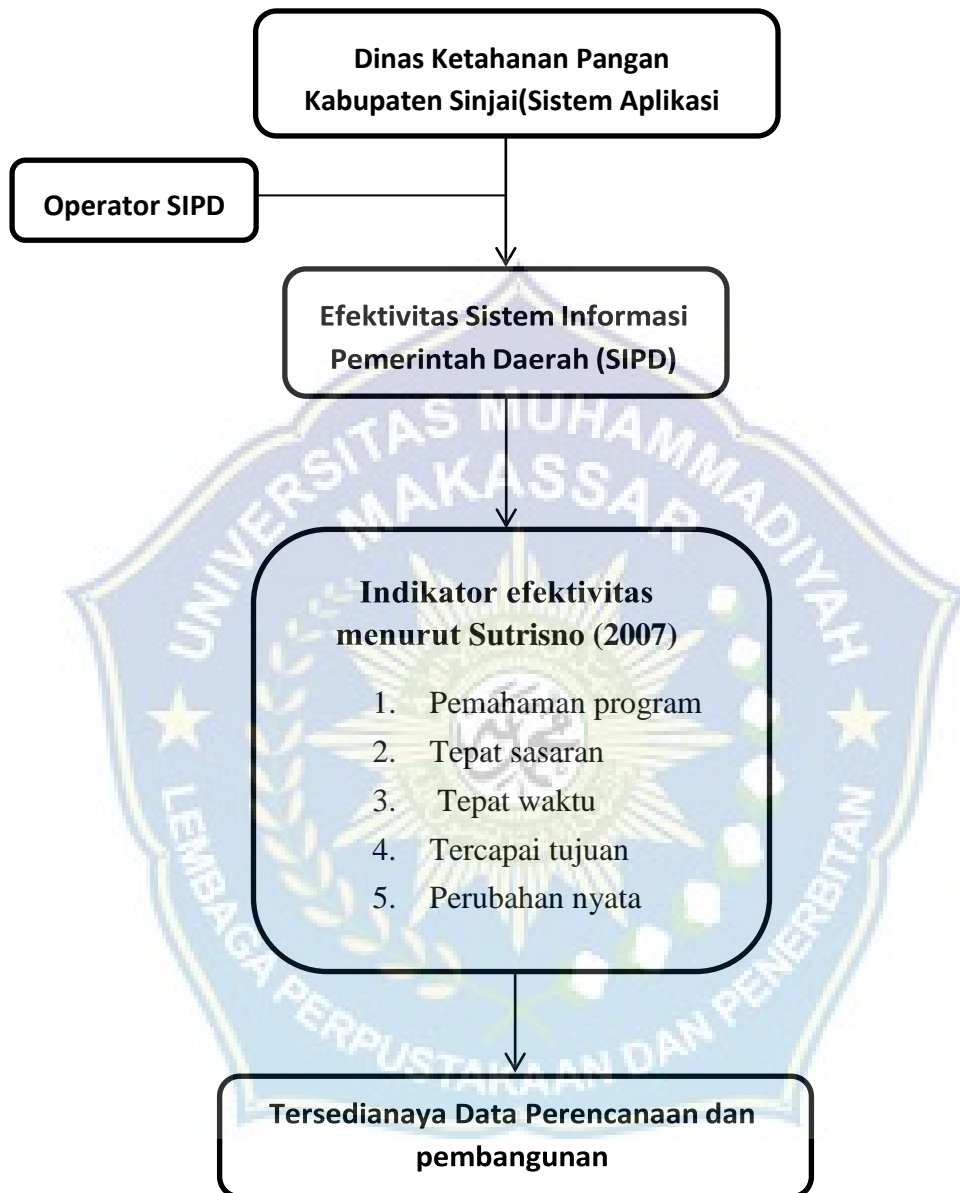 Dinas Ketahanan Pangan
Kabupaten Sinjai(Sistem Aplikasi
Operator SIPD
Efektivitas Sistem Informasi
Pemerintah Daerah (SIPD)
UNIVERSITAS MUHAMMADIYAH
MAKASSAR
Indikator efektivitas
menurut Sutrisno (2007)
1. Pemahaman program
2. Tepat sasaran
3. Tepat waktu
4. Tercapai tujuan
5. Perubahan nyata
LEMBAGA PERPUSTAKAAN DAN PENERBITAN
Tersedianaya Data Perencanaan dan
pembangunan